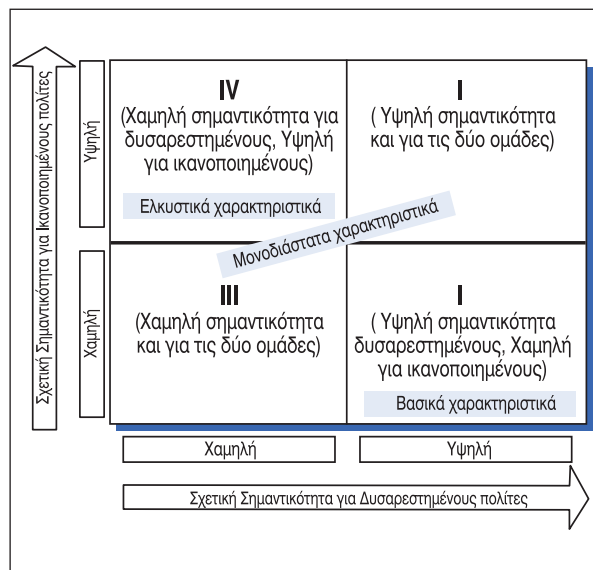 Σχετική Σημαντικότητα για Ικανοποιημένους πολίτες
Υψηλή
Χαμηλή
IV
(Χαμηλή σημαντικότητα για
δυσαρεστημένους, Υψηλή
για ικανοποιημένους)
Ελκυστικά χαρακτηριστικά
I
( Υψηλή σημαντικότητα
και για τις δύο ομάδες)
Μονοδιάστατα χαρακτηριστικά
III
(Χαμηλή σημαντικότητα
και για τις δύο ομάδες)
I
( Υψηλή σημαντικότητα
δυσαρεστημένους, Χαμηλή
για ικανοποιημένους)
Βασικά χαρακτηριστικά
Χαμηλή
Υψηλή
Σχετική Σημαντικότητα για Δυσαρεστημένους πολίτες